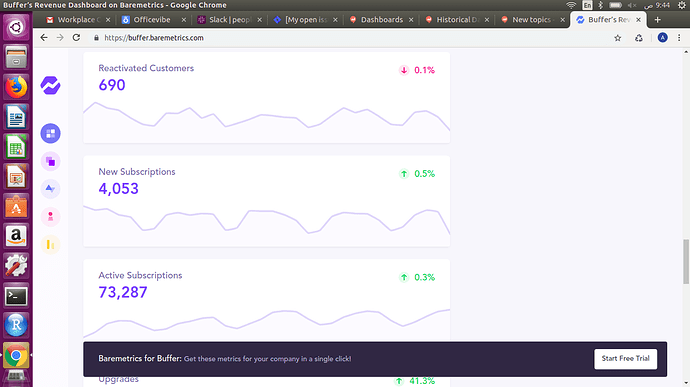 Buffer's Revenue Dashboard on Baremetrics - Google Chrome
En
9:44
Workplace C
Officevibe
Slack | peopl
[My open iss
Dashboards
Historical Da
New topics
Buffer's Rev
https://buffer.baremetrics.com
A
Reactivated Customers
0.1%
690
New Subscriptions
0.5%
4,053
Active Subscriptions
0.3%
73,287
Baremetrics for Buffer: Get these metrics for your company in a single click!
Start Free Trial
Upgrades
41.3%